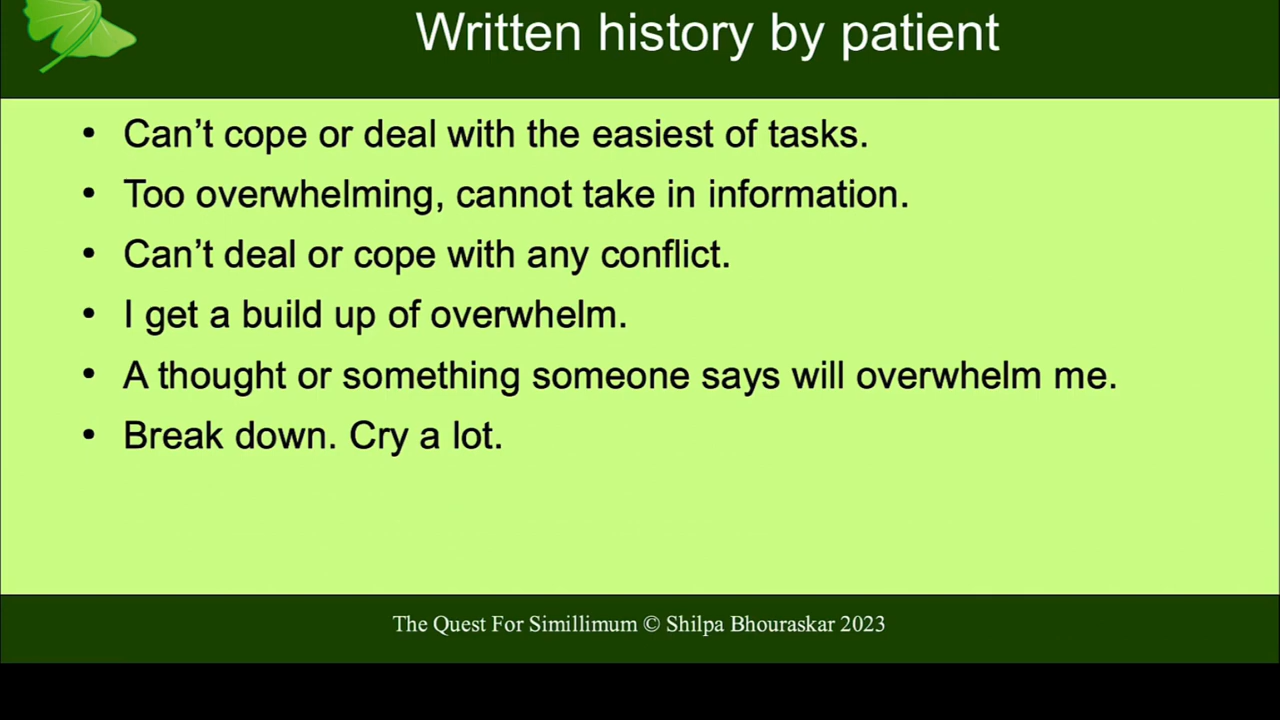 Written history by patient
• Can’t cope or deal with the easiest of tasks.
• Too overwhelming, cannot take in information.
• Can’t deal or cope with any conflict.
• I get a build up of overwhelm.
• A thought or something someone says will overwhelm me.
• Break down. Cry a lot.
The Quest For Simillimum © Shilpa Bhouraskar 2023